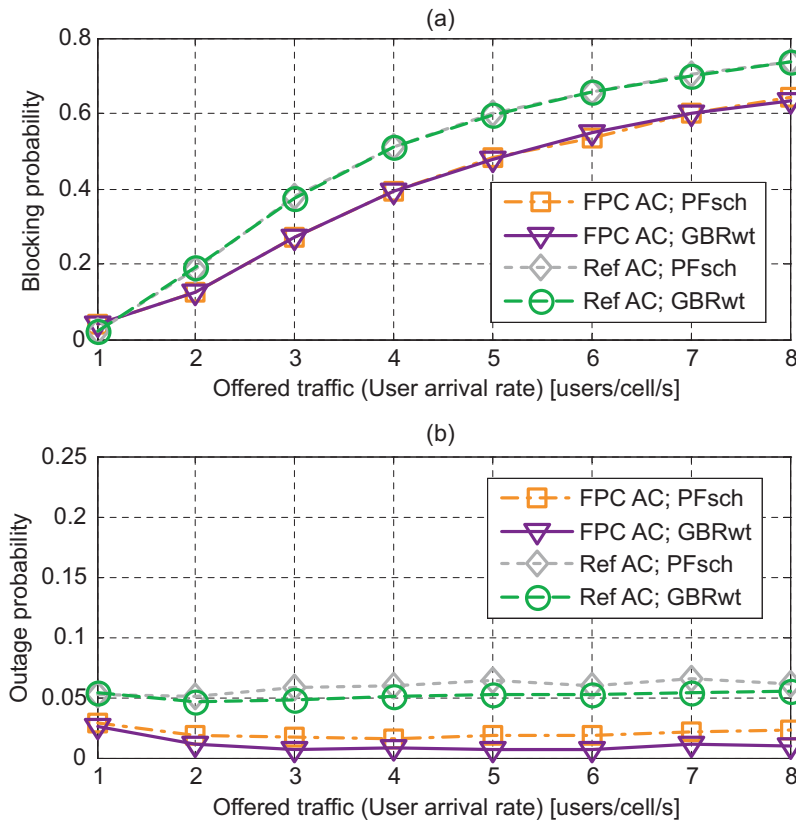 (a)
Blocking probability
0.8
0.6
0.4
0.2
0
FPC AC; PFsch
FPC AC; GBRwt
Ref AC; PFsch
Ref AC; GBRwt
1 2 3 4 5 6 7 8
Offered traffic (User arrival rate) [users/cell/s]
(b)
Outage probability
0.25
0.2
0.15
0.1
0.05
0
FPC AC; PFsch
FPC AC; GBRwt
Ref AC; PFsch
Ref AC; GBRwt
1 2 3 4 5 6 7 8
Offered traffic (User arrival rate) [users/cell/s]